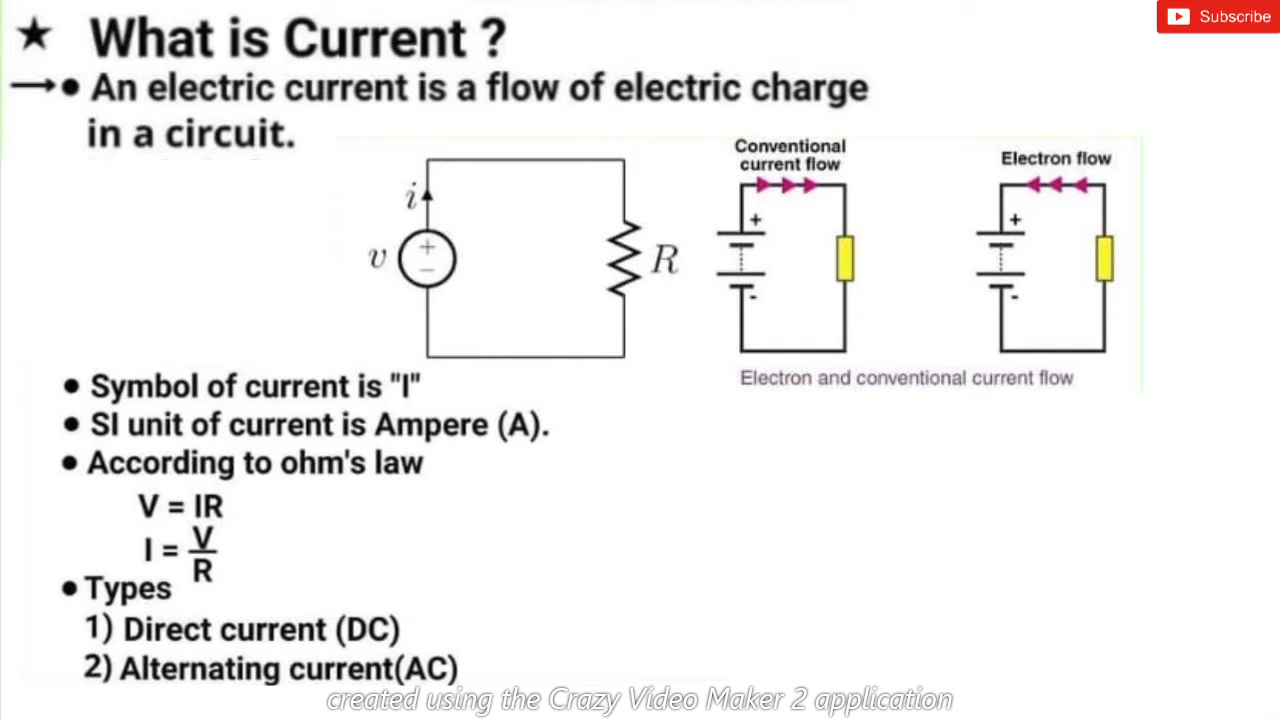 Subscribe
★ What is Current ?
→• An electric current is a flow of electric charge
in a circuit.
Conventional
current flow
Electron flow
i
v
+
−
R
+
-
+
-
Electron and conventional current flow
• Symbol of current is "I"
• SI unit of current is Ampere (A).
• According to ohm's law
V = IR
I = V
R
• Types
1) Direct current (DC)
2) Alternating current(AC)
created using the Crazy Video Maker 2 application